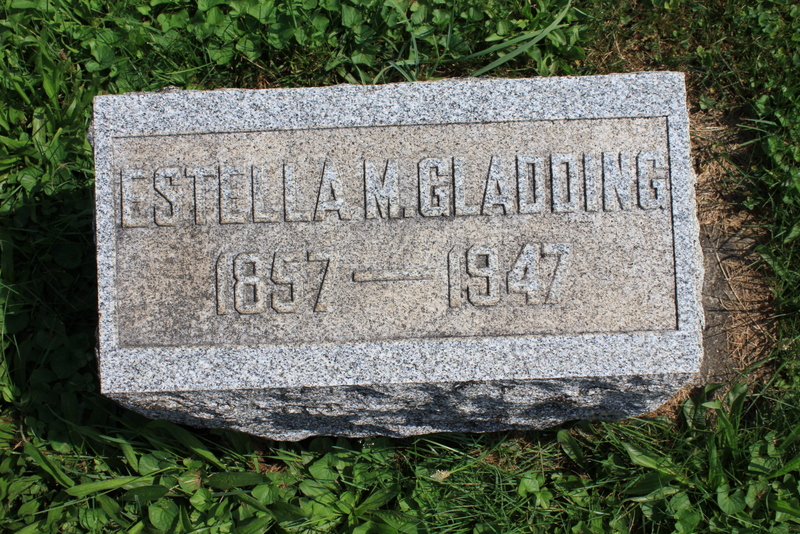 ESTELLA M. GLADDING
1857 — 1947